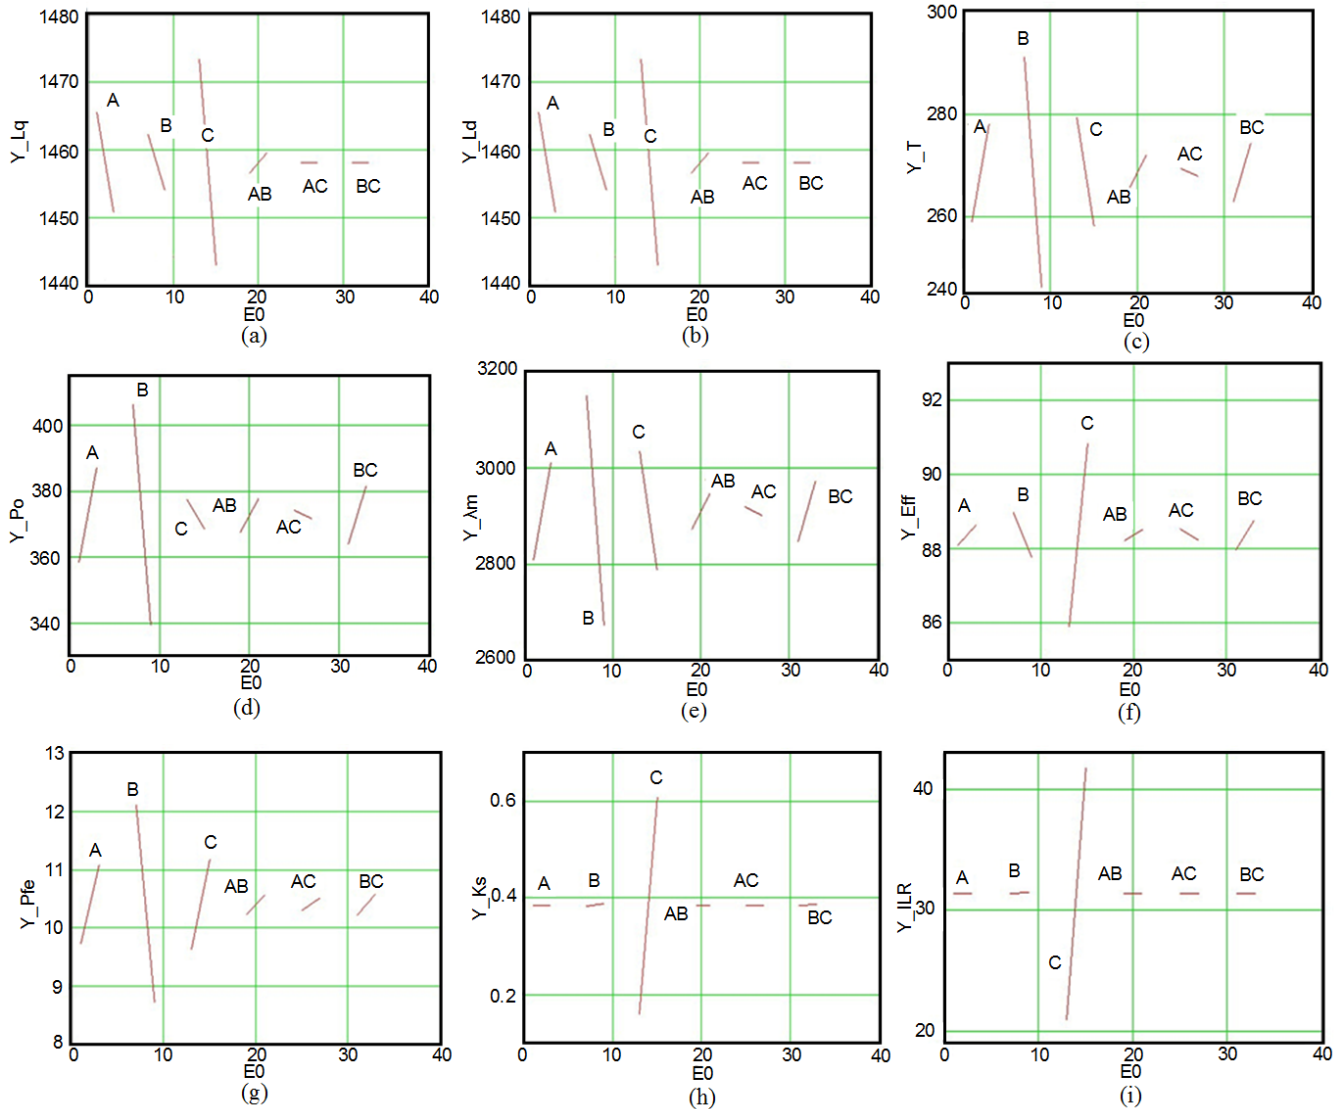 1480
1470
1460
1450
1440
Y_Lq
A
B
C
AB
AC
BC
0
10
20
30
40
E0
(a)
1480
1470
1460
1450
1440
Y_Ld
A
B
C
AB
AC
BC
0
10
20
30
40
E0
(b)
300
280
260
240
Y_T
A
B
C
AB
AC
BC
0
10
20
30
40
E0
(c)
400
380
360
340
Y_Po
A
B
C
AB
AC
BC
0
10
20
30
40
E0
(d)
3200
3000
2800
2600
Y_λm
A
B
C
AB
AC
BC
0
10
20
30
40
E0
(e)
92
90
88
86
Y_Eff
A
B
C
AB
AC
BC
0
10
20
30
40
E0
(f)
13
12
11
10
9
8
Y_Pfe
A
B
C
AB
AC
BC
0
10
20
30
40
E0
(g)
0.6
0.4
0.2
Y_Ks
A
B
C
AB
AC
BC
0
10
20
30
40
E0
(h)
40
30
20
Y_ILR
A
B
C
AB
AC
BC
0
10
20
30
40
E0
(i)